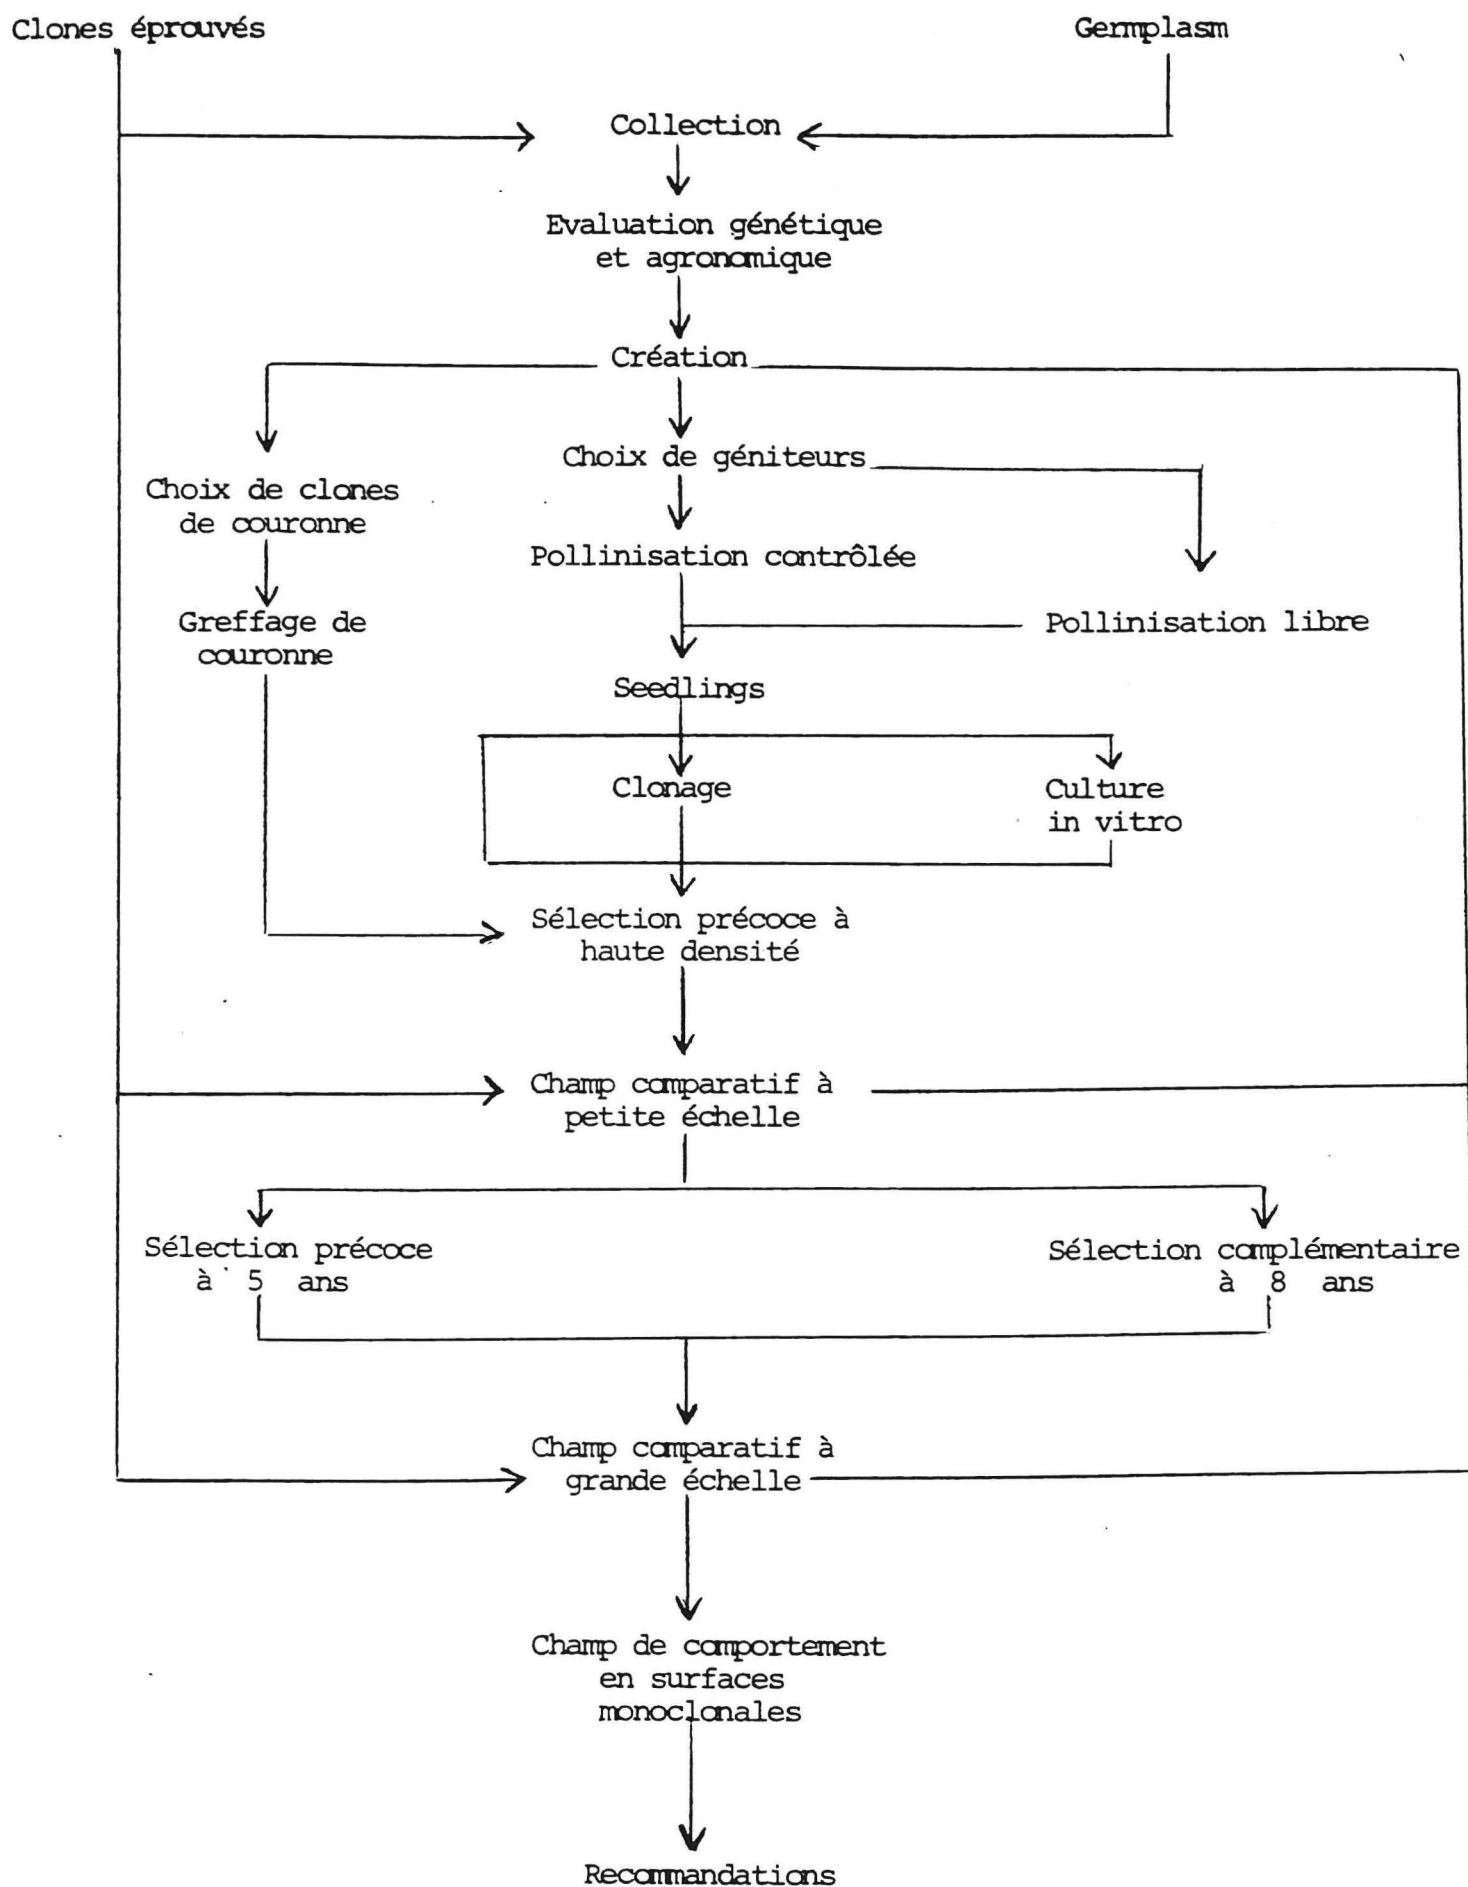 Clones éprouvés
Germplasm
Collection
Evaluation génétique
et agronomique
Création
Choix de géniteurs
Choix de clones
de couronne
Pollinisation contrôlée
Greffage de
couronne
Pollinisation libre
Seedlings
Clonage
Culture
in vitro
Sélection précoce à
haute densité
Champ comparatif à
petite échelle
Sélection précoce
à 5 ans
Sélection complémentaire
à 8 ans
Champ comparatif à
grande échelle
Champ de comportement
en surfaces
monoclonales
Recommandations